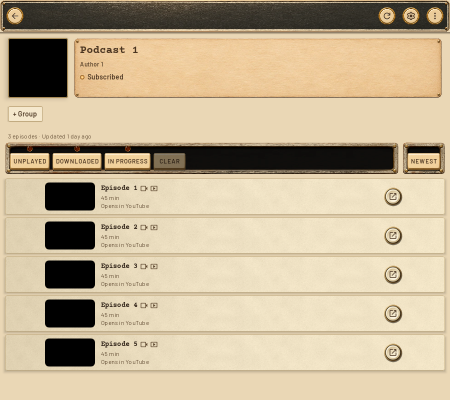 Podcast 1
Author 1
Subscribed
+ Group
3 episodes · Updated 1 day ago
UNPLAYED DOWNLOADED IN PROGRESS CLEAR NEWEST
Episode 1
45 min
Opens in YouTube
Episode 2
45 min
Opens in YouTube
Episode 3
45 min
Opens in YouTube
Episode 4
45 min
Opens in YouTube
Episode 5
45 min
Opens in YouTube